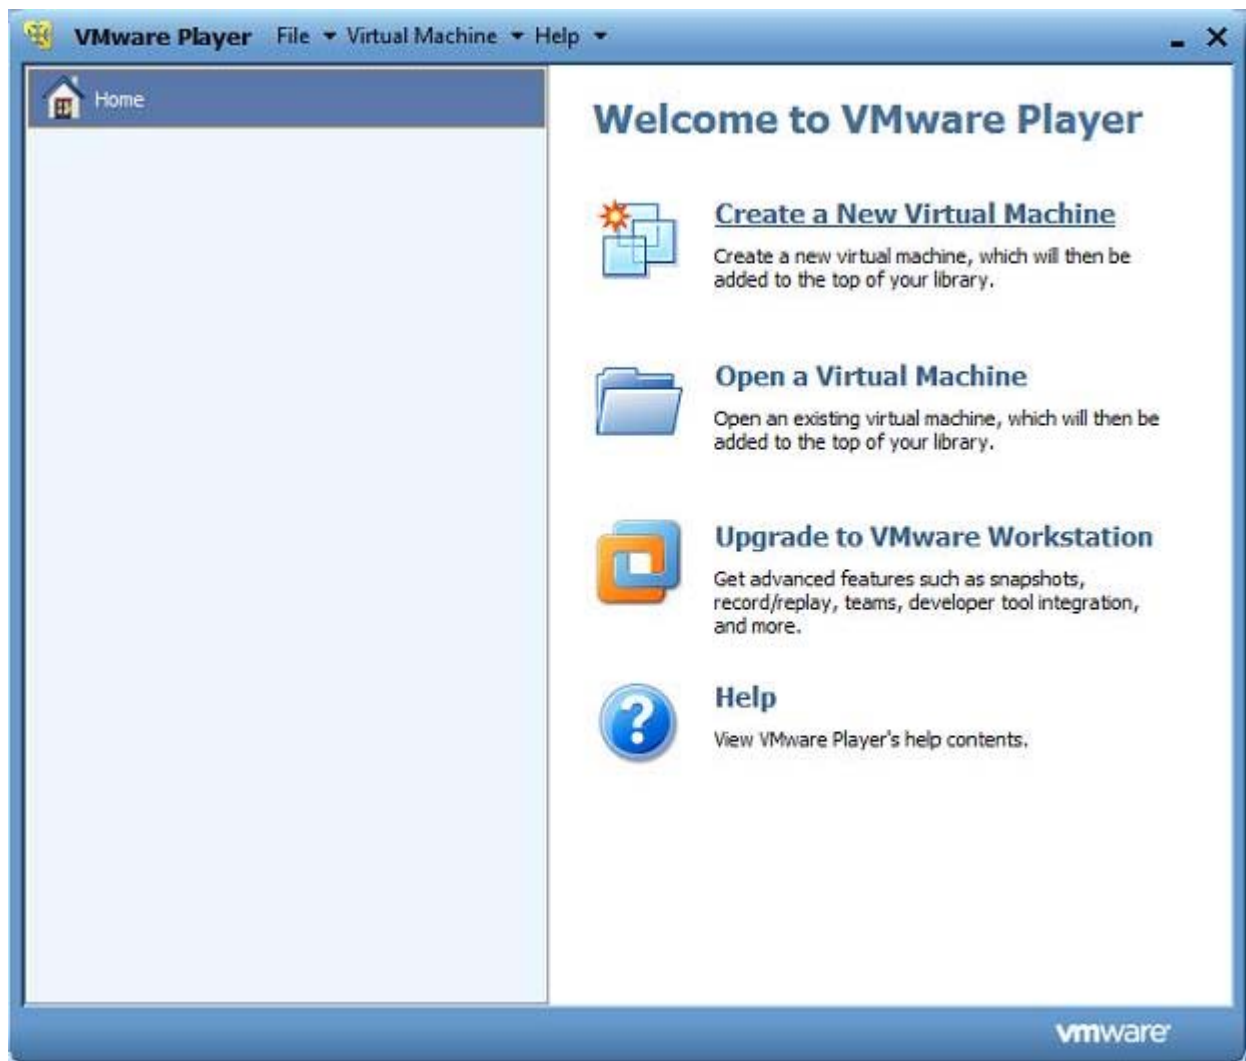 VMware Player File Virtual Machine Help
Home
Welcome to VMware Player
Create a New Virtual Machine
Create a new virtual machine, which will then be
added to the top of your library.
Open a Virtual Machine
Open an existing virtual machine, which will then be
added to the top of your library.
Upgrade to VMware Workstation
Get advanced features such as snapshots,
record/replay, teams, developer tool integration,
and more.
Help
View VMware Player's help contents.
vmware